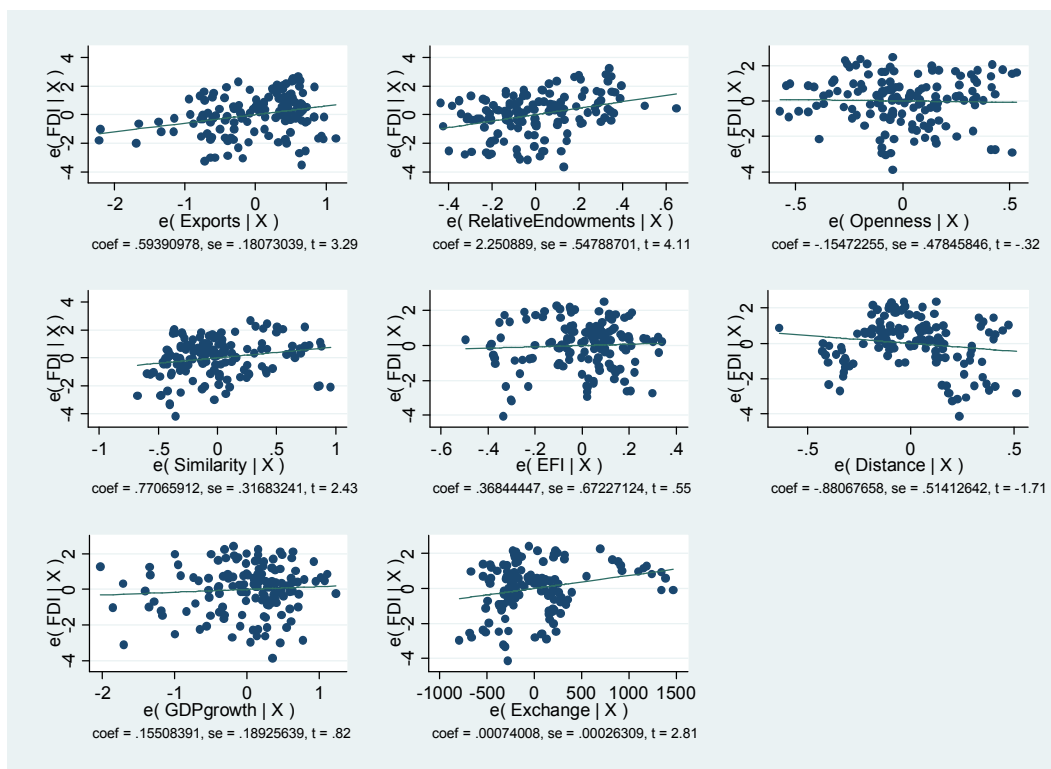 e( FDI | X )
4
2
0
-2
-4
-2 -1 0 1
e( Exports | X )
coef = .59390978, se = .18073039, t = 3.29
e( FDI | X )
4
2
0
-2
-4
-.4 -.2 0 .2 .4 .6
e( RelativeEndowments | X )
coef = 2.250889, se = .54788701, t = 4.11
e( FDI | X )
2
0
-2
-4
-.5 0 .5
e( Openness | X )
coef = -.15472255, se = .47845846, t = -.32
e( FDI | X )
4
2
0
-2
-4
-1 -.5 0 .5 1
e( Similarity | X )
coef = .77065912, se = .31683241, t = 2.43
e( FDI | X )
2
0
-2
-4
-.6 -.4 -.2 0 .2 .4
e( EFI | X )
coef = .36844447, se = .67227124, t = .55
e( FDI | X )
2
0
-2
-4
-.5 0 .5
e( Distance | X )
coef = -.88067658, se = .51412642, t = -1.71
e( FDI | X )
2
0
-2
-4
-2 -1 0 1
e( GDPgrowth | X )
coef = .15508391, se = .18925639, t = .82
e( FDI | X )
2
0
-2
-4
-1000 -500 0 500 1000 1500
e( Exchange | X )
coef = .00074008, se = .00026309, t = 2.81